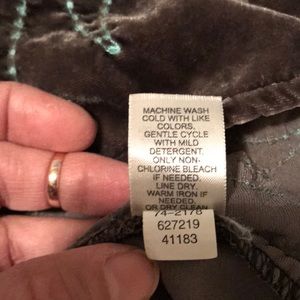 MACHINE WASH
COLD WITH LIKE
COLORS,
GENTLE CYCLE
WITH MILD
DETERGENT.
ONLY NON-
CHLORINE BLEACH
IF NEEDED.
LINE DRY.
WARM IRON IF
NEEDED.
OR DRY CLEAN
74-2178
627219
41183